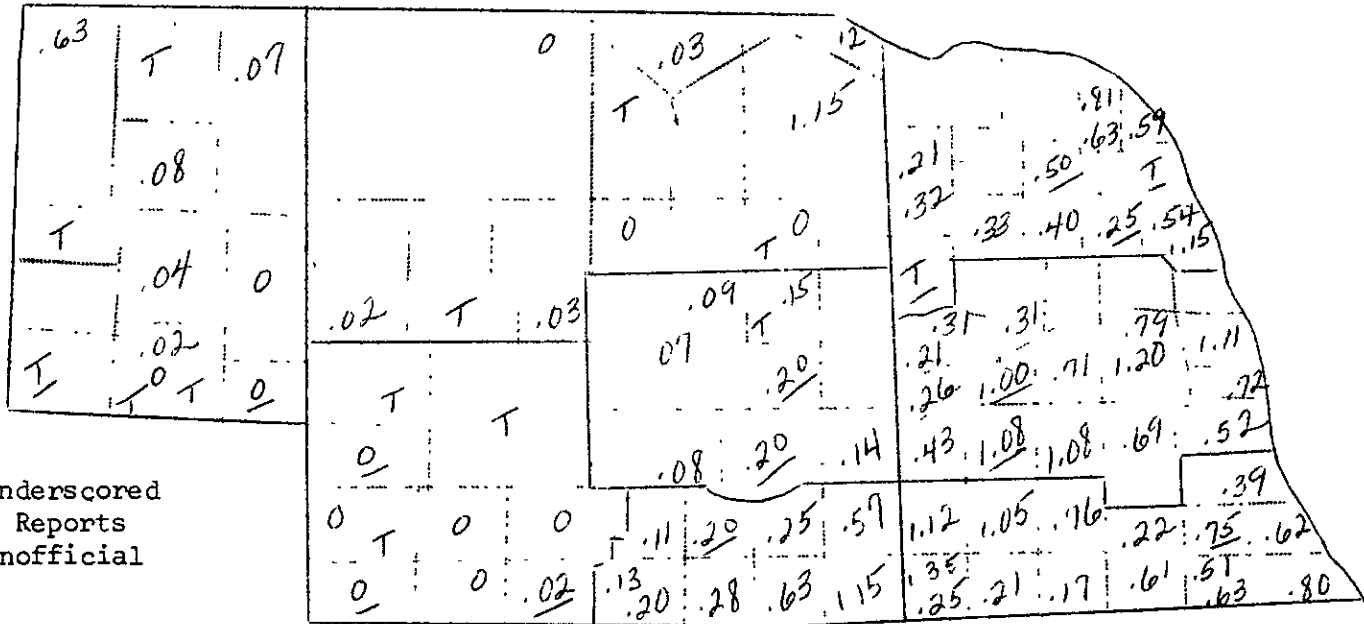 .63 T .07 0 .03 .12
T 1.15 .81
.63 .59
.08 .21 .50 T
.32
T 0 T 0 .33 .40 .25 .54
1.15
.04 0 T
.09 .15
.02 T .03 .31 .31 .79
.02 07 T .21 1.11
T T 0 T 0 .20 .26 1.00 .71 1.20 .72
T T
0 .08 .20 .14 .43 1.08 1.08 .69 .52
.39
nderscored
Reports
nofficial
0 T 0 0 T .11 .20 .25 .57 1.12 1.05 .76 .22 .75 .62
0 0 .02 .13 .20 .28 .63 1.15 .25 .21 .17 .61 .51 .63 .80